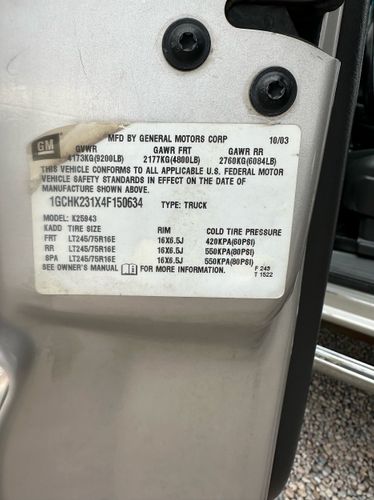 GM
MFD BY GENERAL MOTORS CORP 10/03
GVWR GAWR FRT GAWR RR
4173KG(9200LB) 2177KG(4800LB) 2760KG(6084LB)
THIS VEHICLE CONFORMS TO ALL APPLICABLE U.S. FEDERAL MOTOR
VEHICLE SAFETY STANDARDS IN EFFECT ON THE DATE OF
MANUFACTURE SHOWN ABOVE.
1GCHK231X4F150634 TYPE: TRUCK
MODEL: K25943
KADD TIRE SIZE RIM COLD TIRE PRESSURE
FRT LT245/75R16E 16X6.5J 420KPA(60PSI)
RR LT245/75R16E 16X6.5J 550KPA(80PSI)
SPA LT245/75R16E 16X6.5J 550KPA(80PSI)
SEE OWNER'S MANUAL FOR MORE INFORMATION. F 249
T 1522